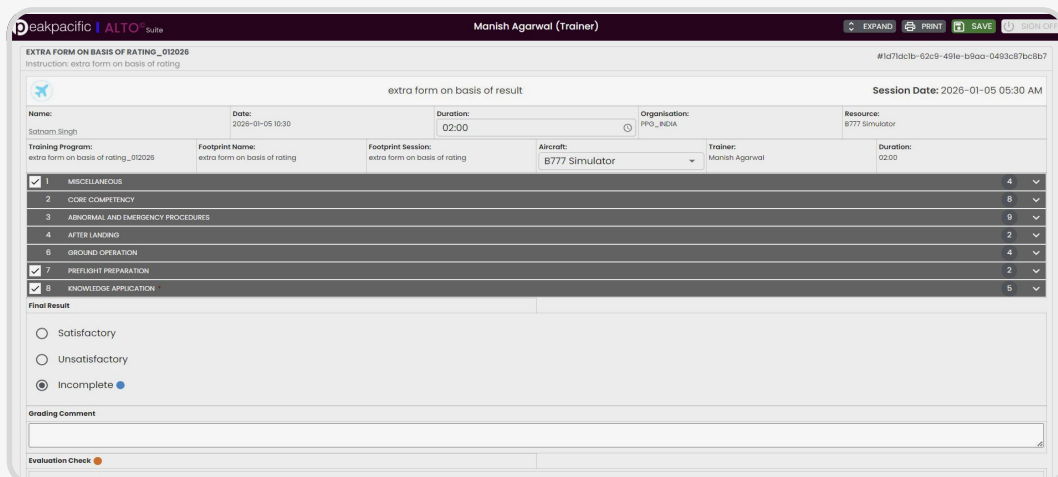 peakpacific | ALTO® Suite
Manish Agarwal (Trainer)
EXPAND
PRINT
SAVE
SIGN OFF
EXTRA FORM ON BASIS OF RATING_012026
Instruction: extra form on basis of rating
#1d71dc1b-62c9-491e-b9aa-0493c87bc8b7
extra form on basis of result
Session Date: 2026-01-05 05:30 AM
Name:
Satnam Singh
Date:
2026-01-05 10:30
Duration:
02:00
Organisation:
PPG_INDIA
Resource:
B777 Simulator
Training Program:
extra form on basis of rating_012026
Footprint Name:
extra form on basis of rating
Footprint Session:
extra form on basis of rating
Aircraft:
B777 Simulator
Trainer:
Manish Agarwal
Duration:
02:00
1 MISCELLANEOUS 4
2 CORE COMPETENCY 8
3 ABNORMAL AND EMERGENCY PROCEDURES 9
4 AFTER LANDING 2
6 GROUND OPERATION 4
7 PREFLIGHT PREPARATION 2
8 KNOWLEDGE APPLICATION * 5
Final Result
Satisfactory
Unsatisfactory
Incomplete
Grading Comment
Evaluation Check